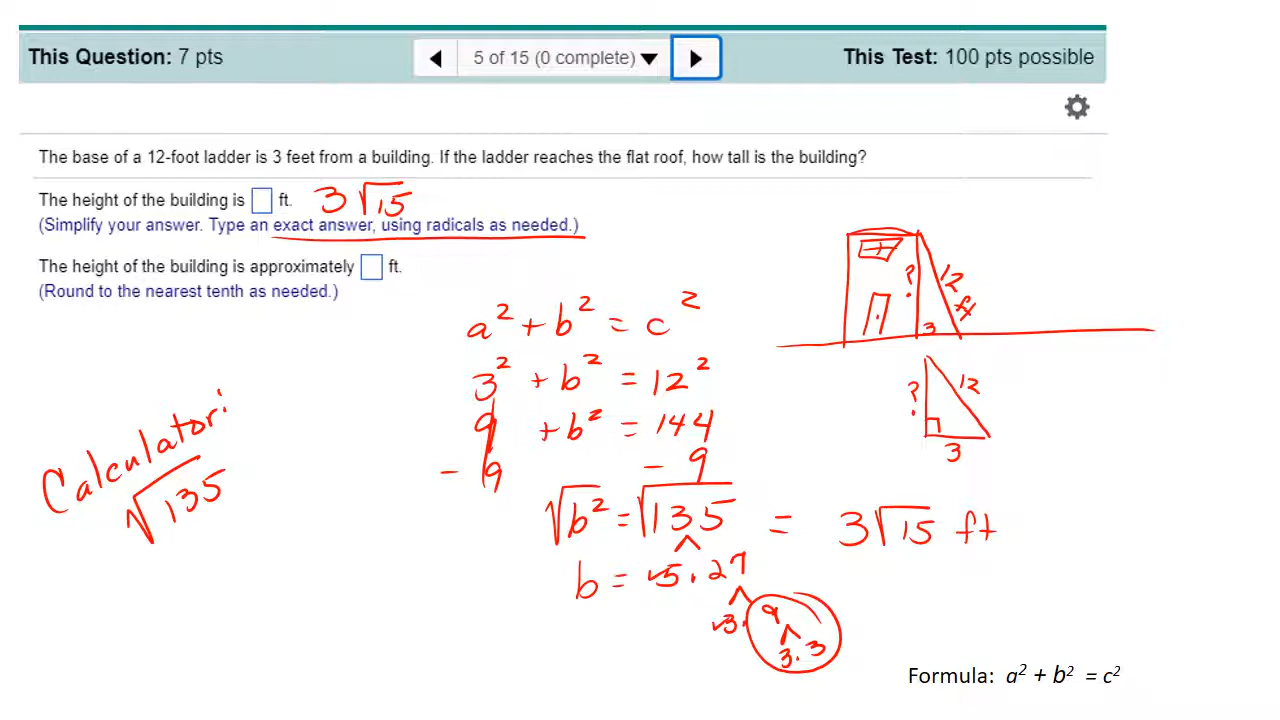 This Question: 7 pts
5 of 15 (0 complete)
This Test: 100 pts possible
The base of a 12-foot ladder is 3 feet from a building. If the ladder reaches the flat roof, how tall is the building?
The height of the building is ft. 3√15
(Simplify your answer. Type an exact answer, using radicals as needed.)
The height of the building is approximately ft.
(Round to the nearest tenth as needed.)
? 12 ft
3
a² + b² = c²
3² + b² = 12²
? 12
3
9 + b² = 144
- 9 - 9
Calculator:
√135
√b² = √135 = 3√15 ft
b = 5 · 27
3 · 9
3 · 3
Formula: a² + b² = c²